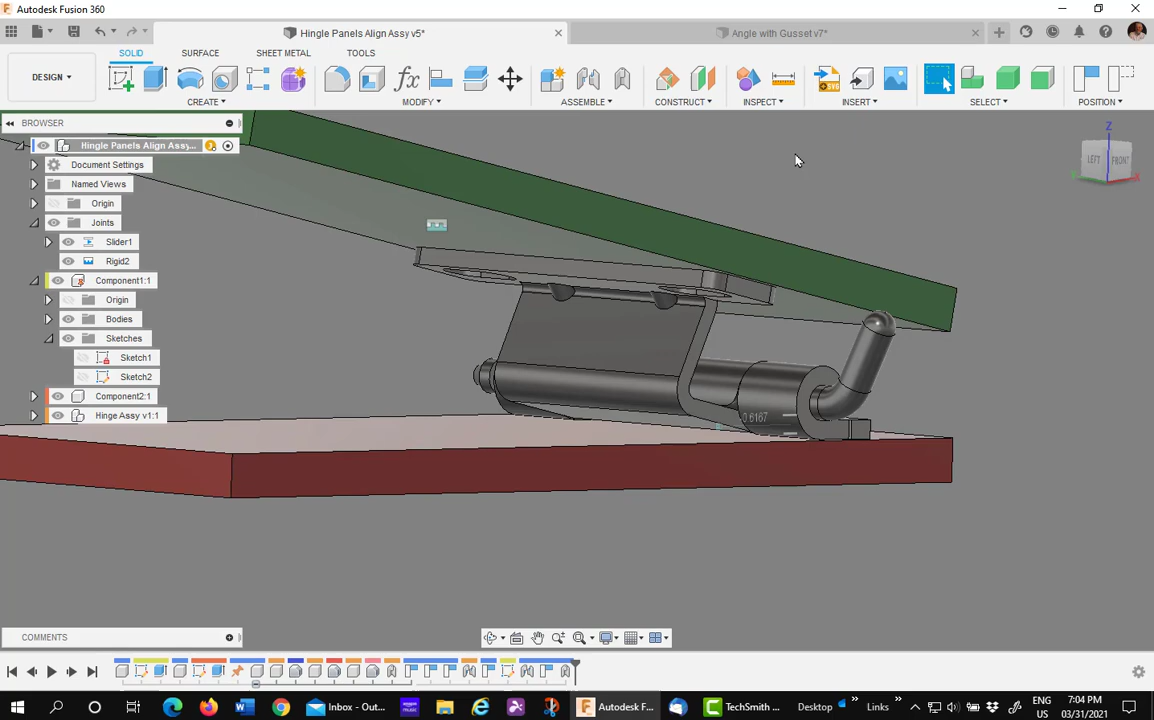 Autodesk Fusion 360
Hingle Panels Align Assy v5*
Angle with Gusset v7*
SOLID
SURFACE
SHEET METAL
TOOLS
DESIGN
CREATE
MODIFY
ASSEMBLE
CONSTRUCT
INSPECT
INSERT
SELECT
POSITION
BROWSER
Hingle Panels Align Assy...
Document Settings
Named Views
Origin
Joints
Slider1
Rigid2
Component1:1
Origin
Bodies
Sketches
Sketch1
Sketch2
Component2:1
Hinge Assy v1:1
Z
LEFT
FRONT
0.6187
COMMENTS
Inbox - Out...
Autodesk F...
TechSmith ...
Desktop
Links
ENG
US
7:04 PM
03/31/2021